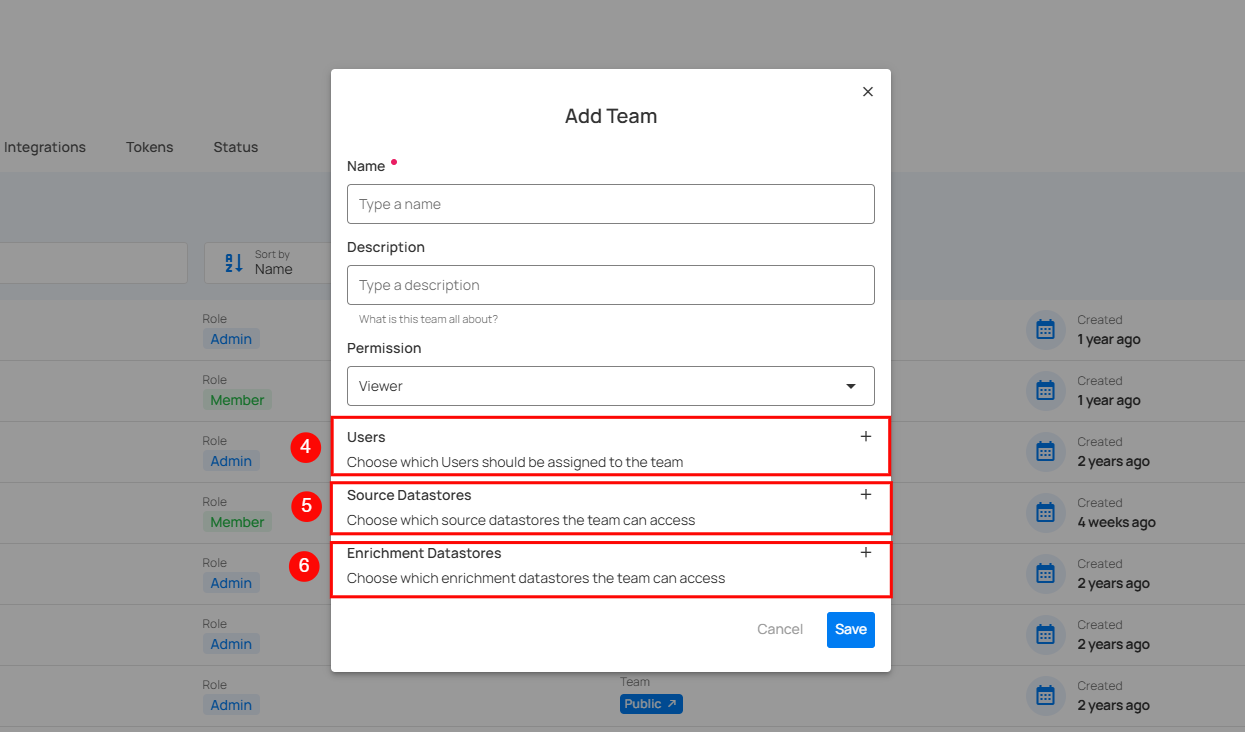 Add Team
Integrations
Tokens
Status
Name
Type a name
Description
Sort by
Name
Type a description
What is this team all about?
Permission
Viewer
Users
Choose which Users should be assigned to the team
Source Datastores
Choose which source datastores the team can access
Enrichment Datastores
Choose which enrichment datastores the team can access
4
5
6
Cancel
Save
Role
Admin
Created
1 year ago
Role
Member
Created
1 year ago
Role
Admin
Created
2 years ago
Role
Member
Created
4 weeks ago
Role
Admin
Created
2 years ago
Role
Admin
Created
2 years ago
Role
Admin
Team
Public
Created
2 years ago